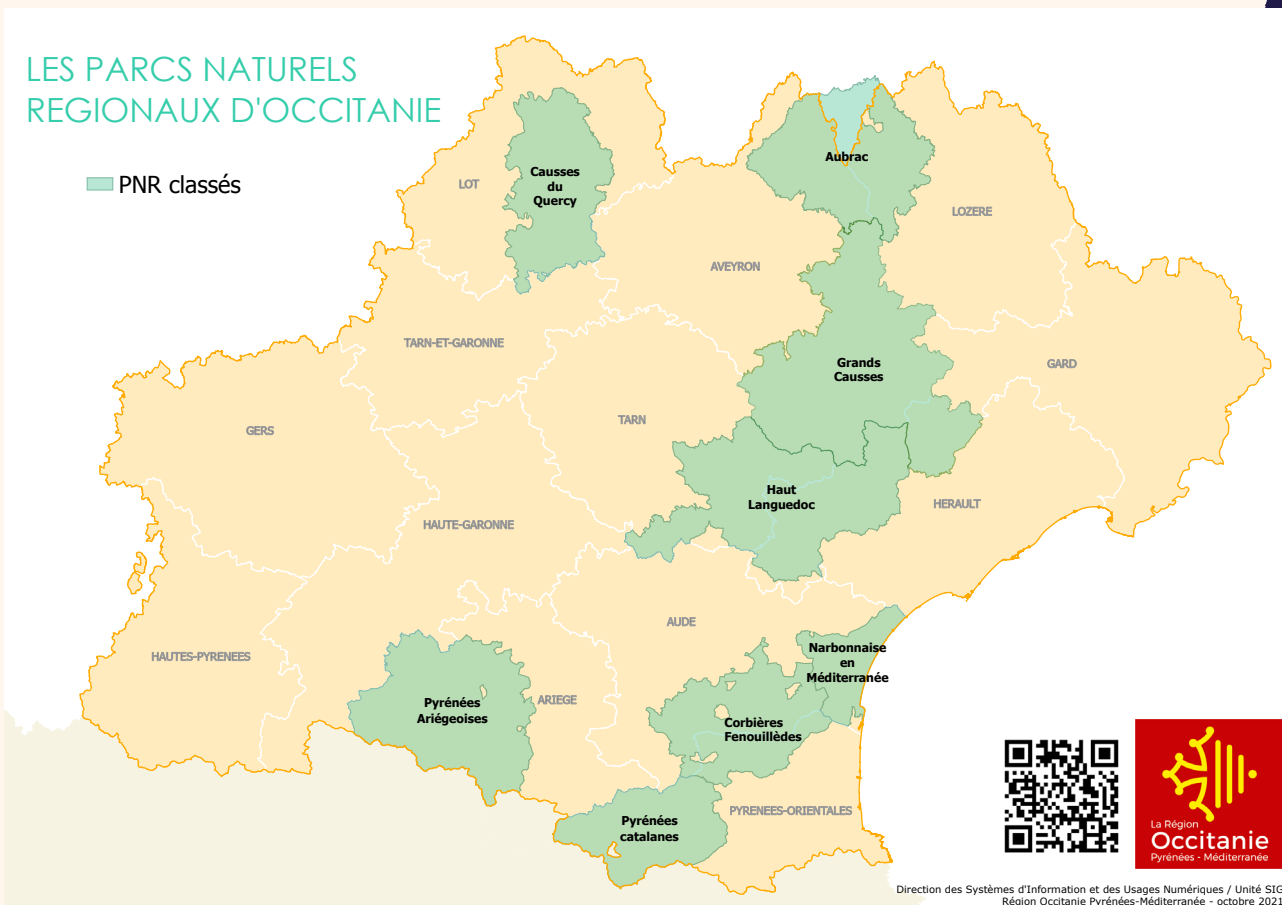 LES PARCS NATURELS
REGIONAUX D'OCCITANIE
PNR classés
LOT
Causses
du
Quercy
Aubrac
LOZERE
AVEYRON
TARN-ET-GARONNE
Grands
Causses
GARD
GERS
TARN
Haut
Languedoc
HERAULT
HAUTE-GARONNE
AUDE
HAUTES-PYRENEES
Narbonnaise
en
Méditerranée
ARIEGE
Pyrénées
Ariégeoises
Corbières
Fenouillèdes
PYRENEES-ORIENTALES
Pyrénées
catalanes
La Région
Occitanie
Pyrénées - Méditerranée
Direction des Systèmes d'Information et des Usages Numériques / Unité SIG
Région Occitanie Pyrénées-Méditerranée - octobre 2021